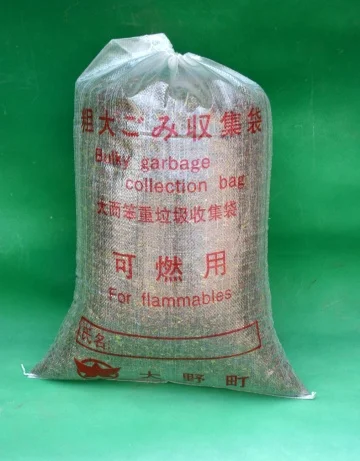 粗大ごみ収集袋
Bulky garbage
collection bag
大而笨重垃圾收集袋
可燃用
For flammables
氏名
大野町